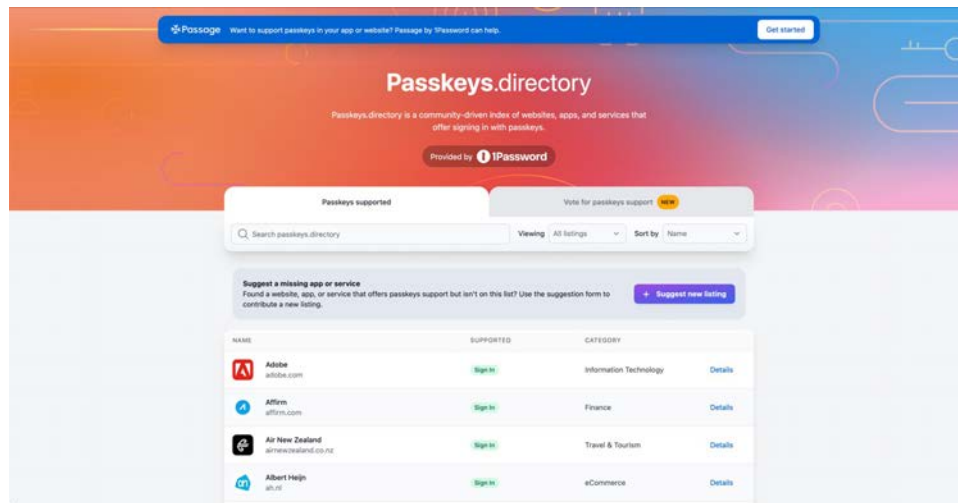 Passage Want to support passkeys in your app or website? Passage by 1Password can help. Get started
Passkeys.directory
Passkeys.directory is a community-driven index of websites, apps, and services that
offer signing in with passkeys.
Provided by 1Password
Passkeys supported Vote for passkeys support NEW
Search passkeys.directory Viewing All listings Sort by Name
Suggest a missing app or service
Found a website, app, or service that offers passkeys support but isn't on this list? Use the suggestion form to
contribute a new listing.
+ Suggest new listing
NAME SUPPORTED CATEGORY
Adobe
adobe.com
Sign In Information Technology Details
Affirm
affirm.com
Sign In Finance Details
Air New Zealand
airnewzealand.co.nz
Sign In Travel & Tourism Details
Albert Heijn
ah.nl
Sign In eCommerce Details